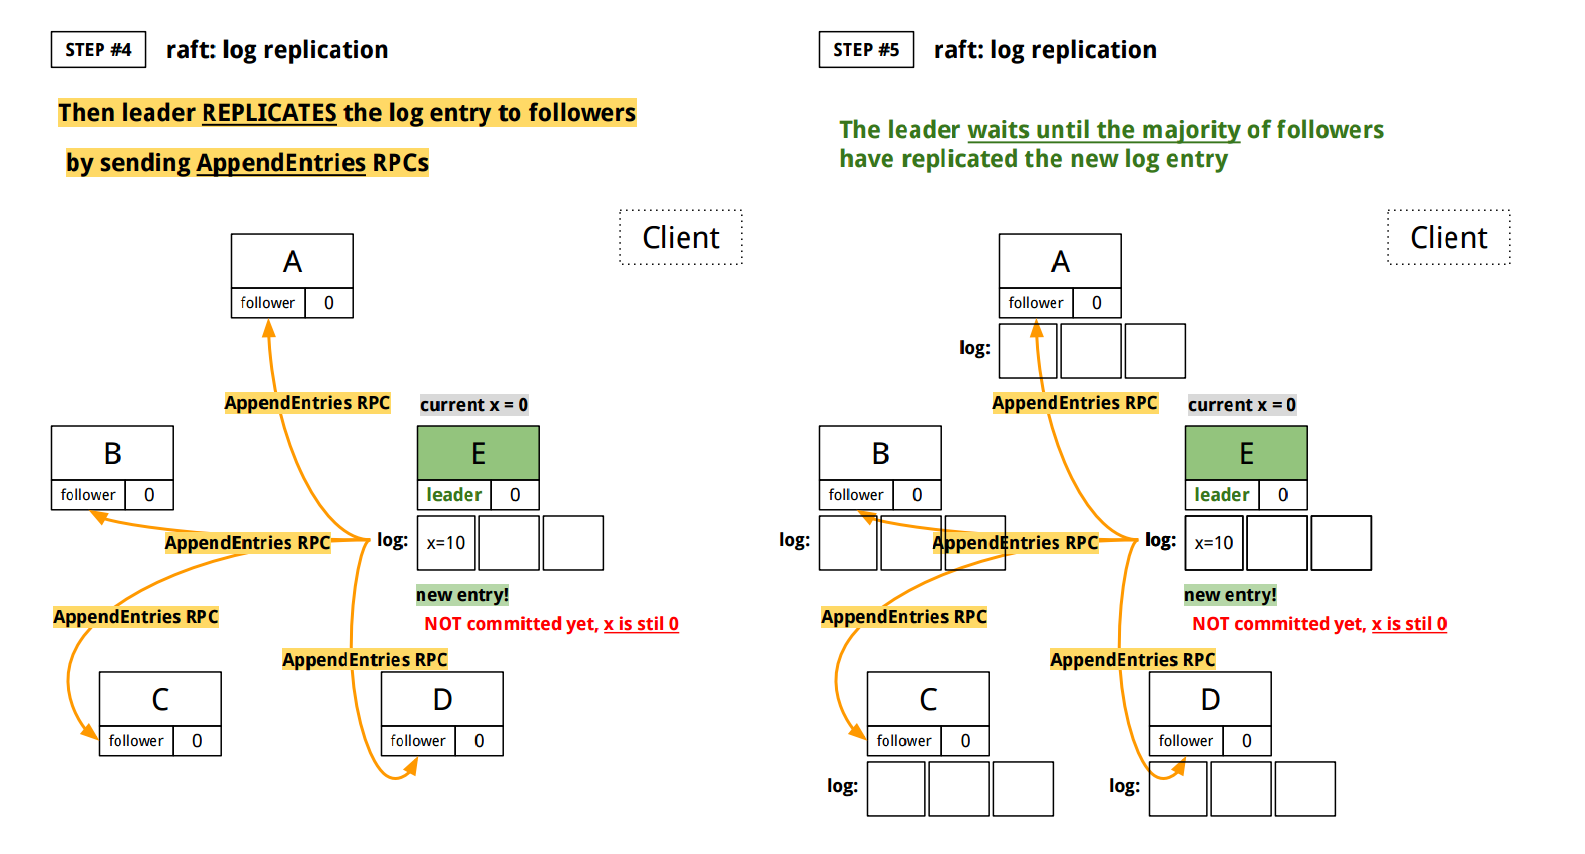 STEP #4
raft: log replication
Then leader REPLICATES the log entry to followers
by sending AppendEntries RPCs
Client
A
follower
0
AppendEntries RPC
current x = 0
B
follower
0
E
leader
0
AppendEntries RPC
log:
x=10
new entry!
NOT committed yet, x is stil 0
AppendEntries RPC
AppendEntries RPC
C
follower
0
D
follower
0
STEP #5
raft: log replication
The leader waits until the majority of followers
have replicated the new log entry
Client
A
follower
0
log:
AppendEntries RPC
current x = 0
B
follower
0
E
leader
0
log:
AppendEntries RPC
log:
x=10
new entry!
NOT committed yet, x is stil 0
AppendEntries RPC
AppendEntries RPC
C
follower
0
D
follower
0
log:
log: